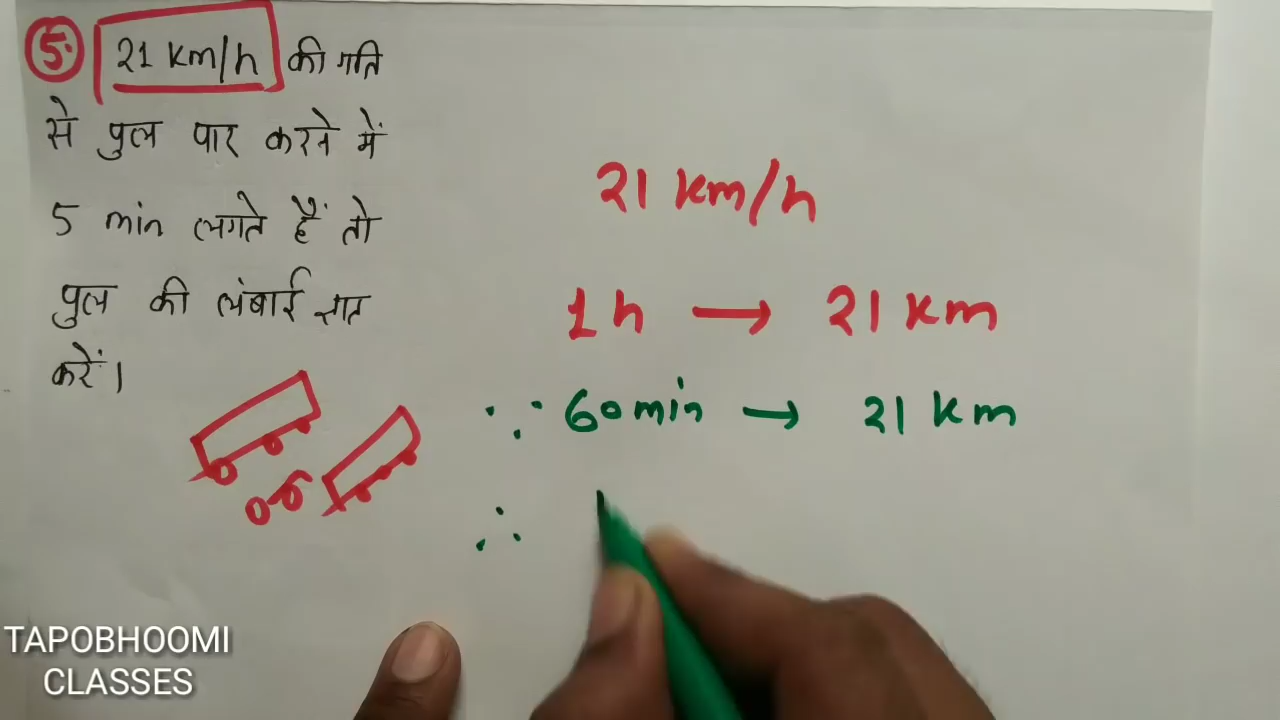 5. 21 km/h की गति
से पुल पार करने में
5 min लगते हैं तो
पुल की लंबाई ज्ञात
करें।
21 km/h
1 h → 21 km
∵ 60 min → 21 km
∴
TAPOBHOOMI
CLASSES